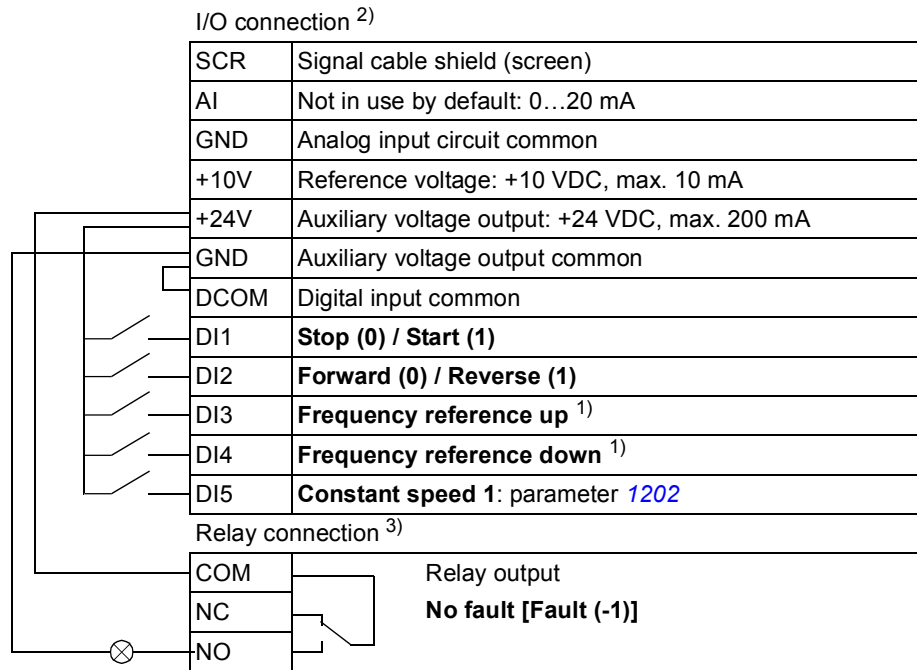 I/O connection 2)
SCR Signal cable shield (screen)
AI Not in use by default: 0…20 mA
GND Analog input circuit common
+10V Reference voltage: +10 VDC, max. 10 mA
+24V Auxiliary voltage output: +24 VDC, max. 200 mA
GND Auxiliary voltage output common
DCOM Digital input common
DI1 Stop (0) / Start (1)
DI2 Forward (0) / Reverse (1)
DI3 Frequency reference up 1)
DI4 Frequency reference down 1)
DI5 Constant speed 1: parameter 1202
Relay connection 3)
COM Relay output
NC No fault [Fault (-1)]
NO